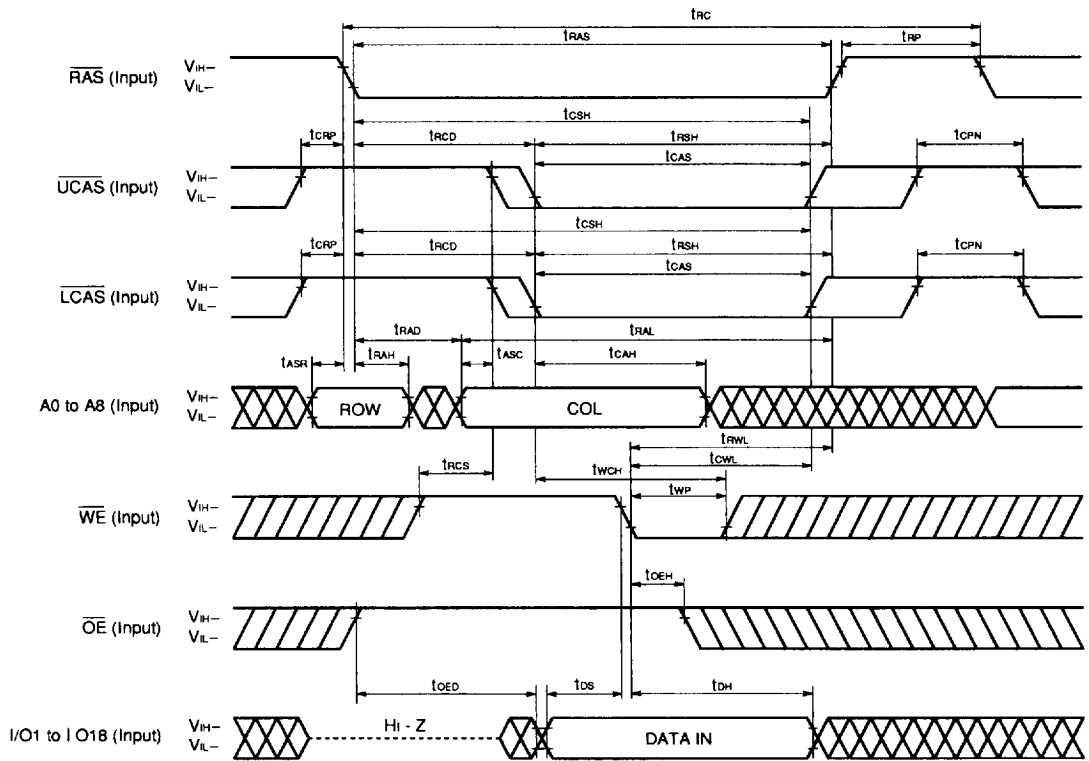 tRC
tRAS
tRP
RAS (Input)
VIH–
VIL–
tCSH
tCRP
tRCD
tRSH
tCPN
tCAS
UCAS (Input)
VIH–
VIL–
tCSH
tCRP
tRCD
tRSH
tCPN
tCAS
LCAS (Input)
VIH–
VIL–
tRAD
tRAL
tASR
tRAH
tASC
tCAH
A0 to A8 (Input)
VIH–
VIL–
ROW
COL
tRWL
tCWL
tRCS
tWCH
tWP
WE (Input)
VIH–
VIL–
tOEH
OE (Input)
VIH–
VIL–
tOED
tDS
tDH
I/O1 to I O18 (Input)
VIH–
VIL–
HI - Z
DATA IN